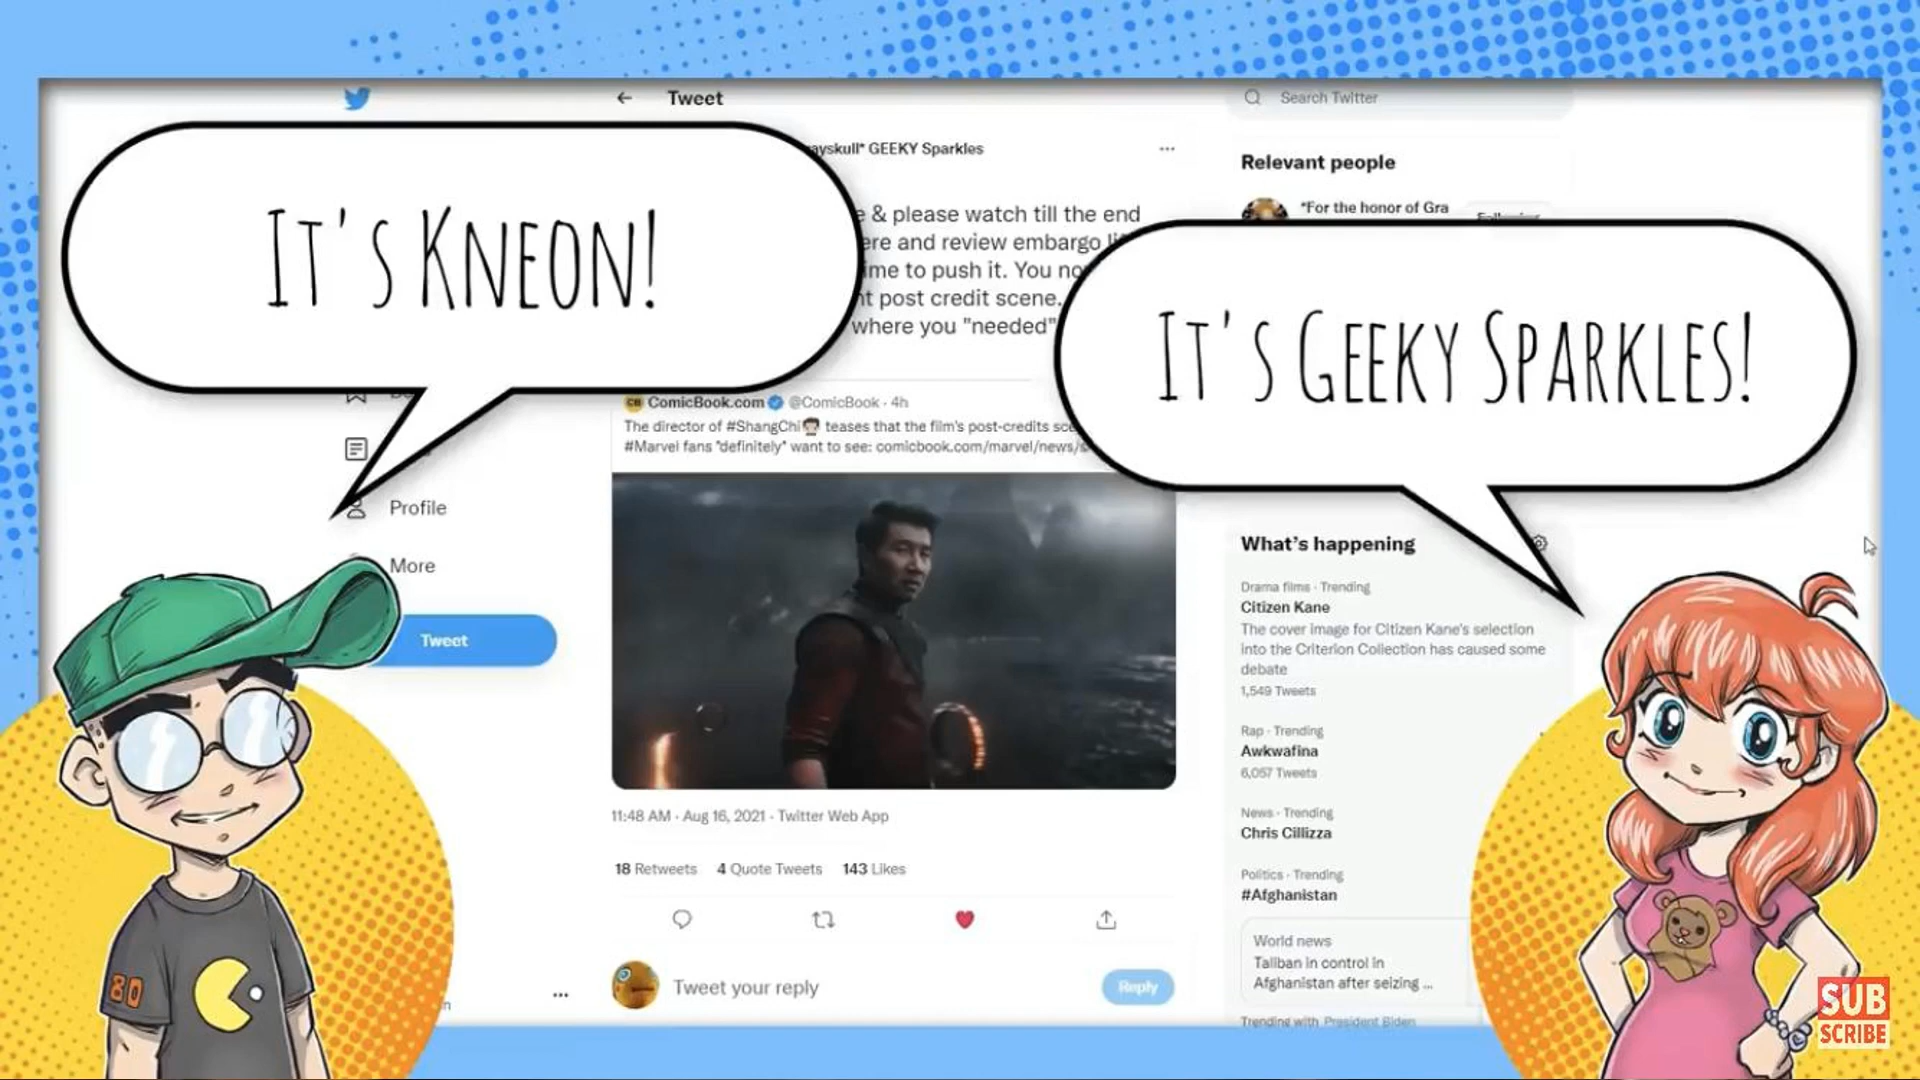 Tweet
Search Twitter
ayskull* GEEKY Sparkles
Relevant people
*For the honor of Gra
It's Kneon!
e & please watch till the end
ere and review embargo
ime to push it. You no
nt post credit scene.
where you "needed"
It's Geeky Sparkles!
ComicBook.com @ComicBook · 4h
The director of #ShangChi teases that the film's post-credits sce
#Marvel fans "definitely" want to see: comicbook.com/marvel/news/s
Profile
More
Tweet
What's happening
Drama films · Trending
Citizen Kane
The cover image for Citizen Kane's selection
into the Criterion Collection has caused some
debate
1,549 Tweets
Rap · Trending
Awkwafina
6,057 Tweets
News · Trending
Chris Cillizza
Politics · Trending
#Afghanistan
World news
Taliban in control in
Afghanistan after seizing ...
Trending with President Biden
11:48 AM · Aug 16, 2021 · Twitter Web App
18 Retweets 4 Quote Tweets 143 Likes
Tweet your reply
Reply
80
SUB
SCRIBE